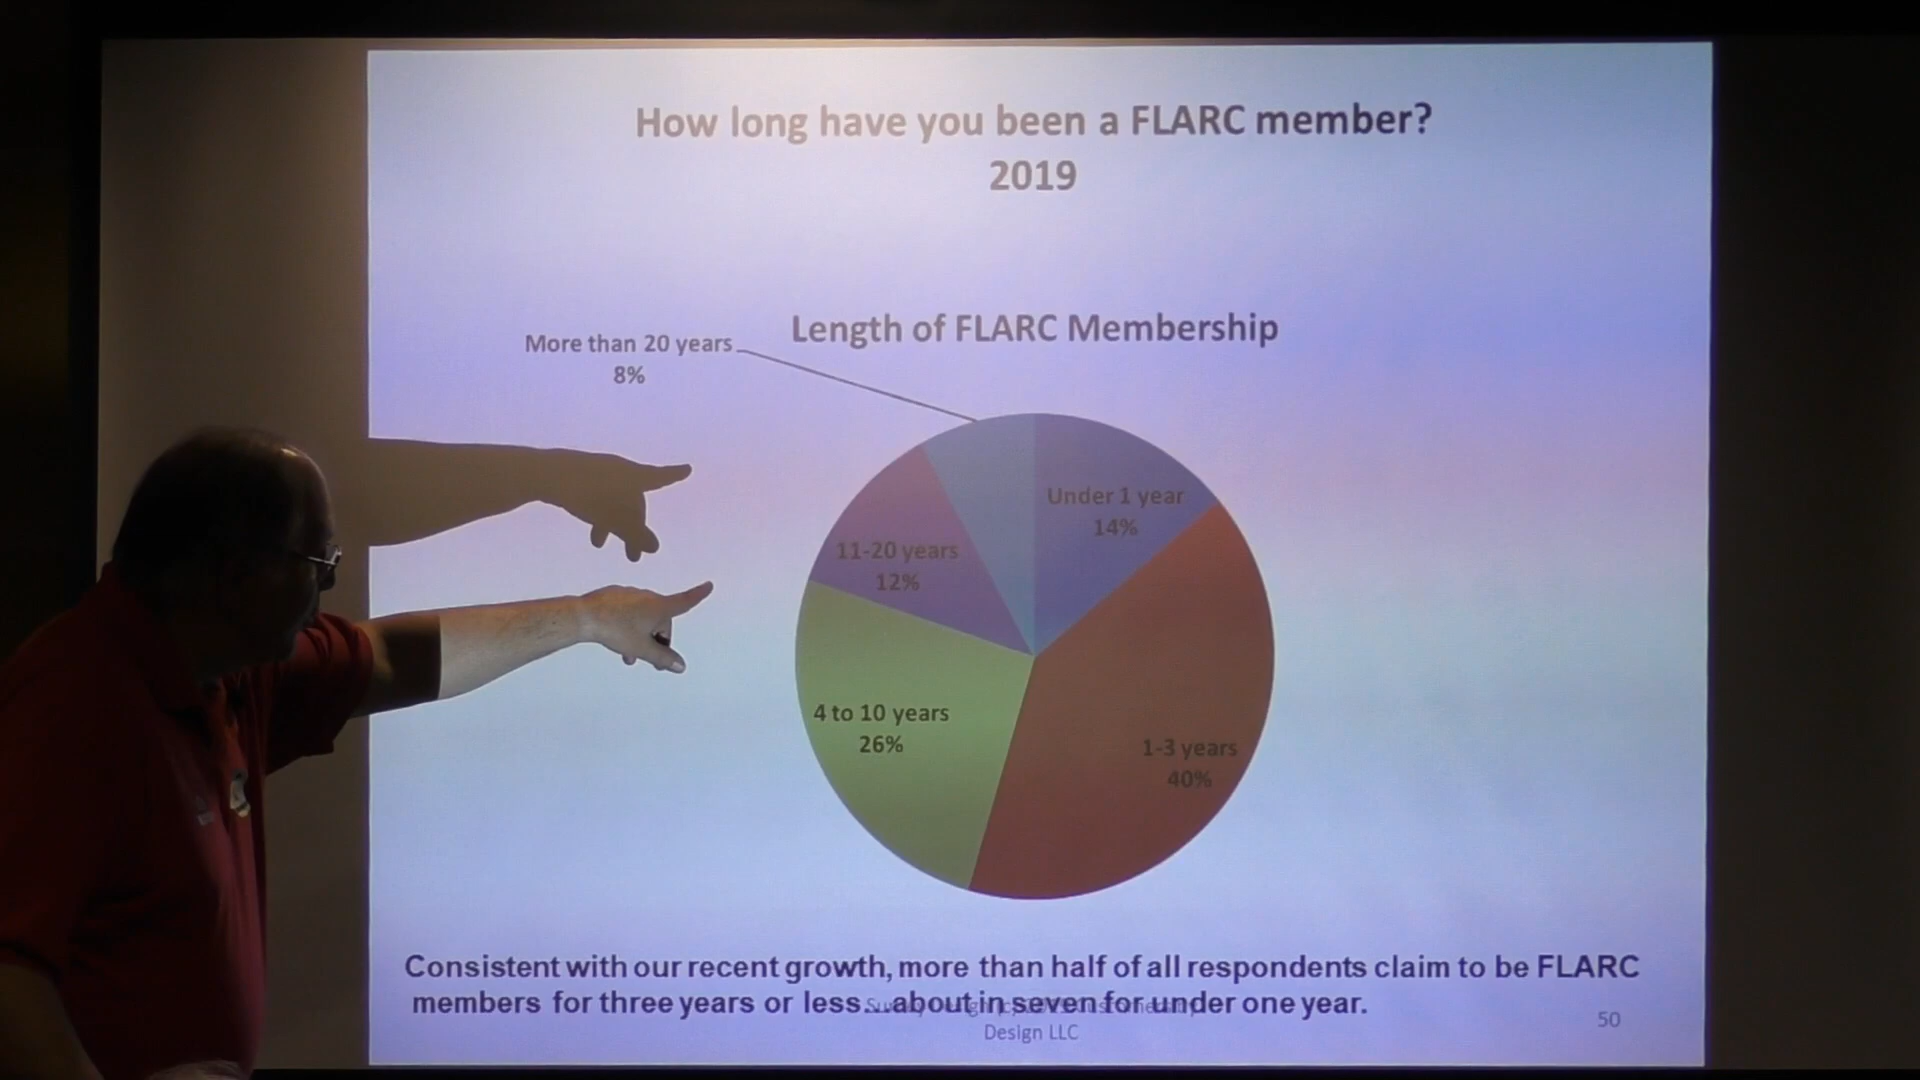 How long have you been a FLARC member?
2019
Length of FLARC Membership
More than 20 years
8%
Under 1 year
14%
11-20 years
12%
4 to 10 years
26%
1-3 years
40%
Consistent with our recent growth, more than half of all respondents claim to be FLARC
members for three years or less...about in seven for under one year.
Design LLC
50